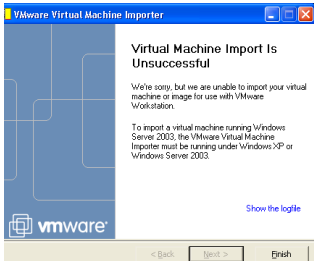 VMware Virtual Machine Importer
Virtual Machine Import Is
Unsuccessful
We're sorry, but we are unable to import your virtual
machine or image for use with VMware
Workstation.
To import a virtual machine running Windows
Server 2003, the VMware Virtual Machine
Importer must be running under Windows XP or
Windows Server 2003.
Show the logfile
vmware
< Back Next > Finish